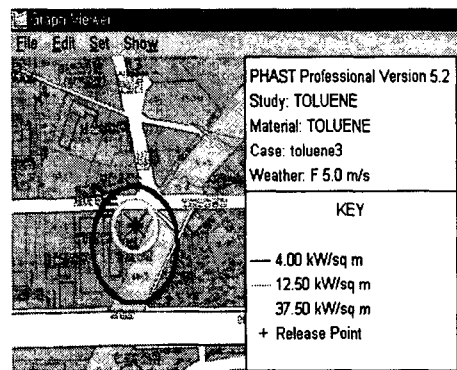 Graph Viewer
File Edit Set Show
PHAST Professional Version 5.2
Study: TOLUENE
Material: TOLUENE
Case: toluene3
Weather: F 5.0 m/s
KEY
4.00 kW/sq m
12.50 kW/sq m
37.50 kW/sq m
+ Release Point